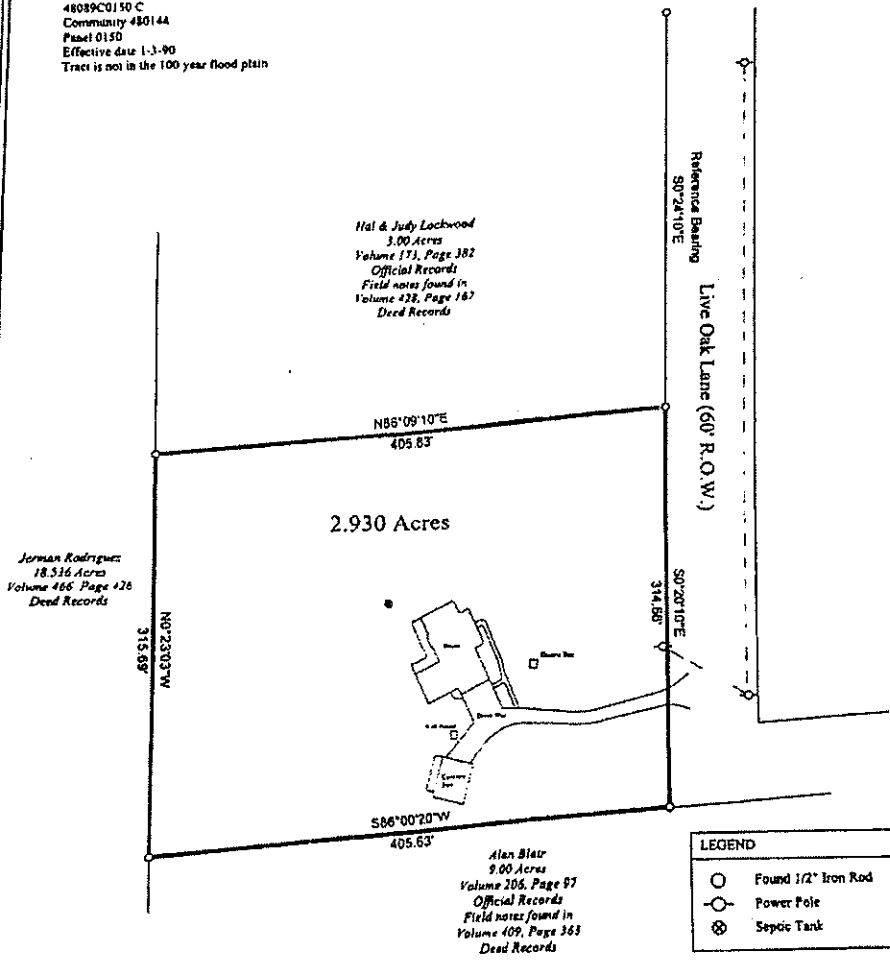 48089C0150 C
Community 480144
Panel 0150
Effective date 1-3-90
Tract is not in the 100 year flood plain
Reference Bearing
S0°24'10"E
Live Oak Lane (60' R.O.W.)
Hal & Judy Lockwood
3.00 Acres
Volume 173, Page 382
Official Records
Field notes found in
Volume 428, Page 167
Deed Records
N86°09'10"E
405.83'
2.930 Acres
Jerman Rodriguez
18.536 Acres
Volume 466 Page 426
Deed Records
N0°23'03"W
315.69'
S0°20'10"E
314.66'
House
Electric Box
Drive Way
S86°00'20"W
405.63'
Alan Blair
9.00 Acres
Volume 206, Page 97
Official Records
Field notes found in
Volume 409, Page 363
Deed Records
LEGEND
Found 1/2" Iron Rod
Power Pole
Septic Tank